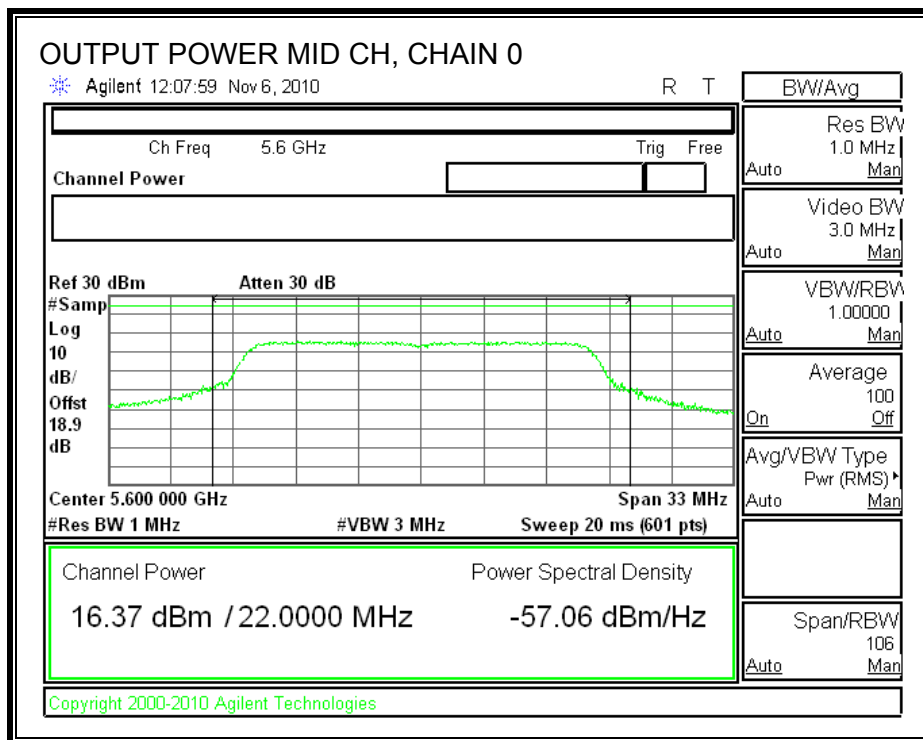 OUTPUT POWER MID CH, CHAIN 0
Agilent 12:07:59 Nov 6, 2010 R T
Ch Freq 5.6 GHz Trig Free
Channel Power
Ref 30 dBm Atten 30 dB
#Samp
Log
10
dB/
Offst
18.9
dB
Center 5.600 000 GHz Span 33 MHz
#Res BW 1 MHz #VBW 3 MHz Sweep 20 ms (601 pts)
Channel Power Power Spectral Density
16.37 dBm / 22.0000 MHz -57.06 dBm/Hz
Copyright 2000-2010 Agilent Technologies
BW/Avg
Res BW
1.0 MHz
Auto Man
Video BW
3.0 MHz
Auto Man
VBW/RBW
1.00000
Auto Man
Average
100
On Off
Avg/VBW Type
Pwr (RMS)
Auto Man
Span/RBW
106
Auto Man